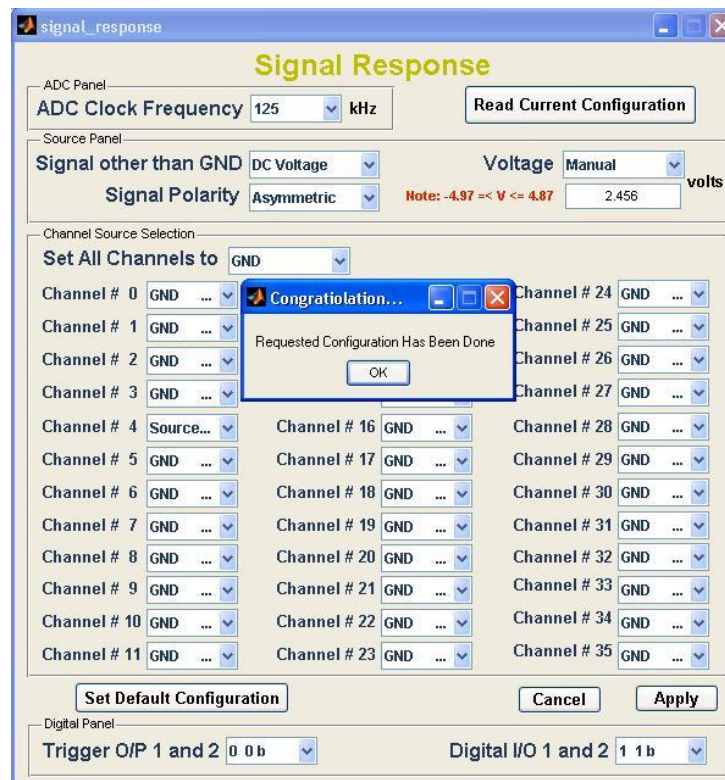 signal_response
Signal Response
ADC Panel
ADC Clock Frequency 125 kHz Read Current Configuration
Source Panel
Signal other than GND DC Voltage Voltage Manual
volts
Signal Polarity Asymmetric Note: -4.97 =< V <= 4.87 2.456
Channel Source Selection
Set All Channels to GND
Channel # 0 GND ... Channel # 24 GND ...
Channel # 1 GND ... Channel # 25 GND ...
Channel # 2 GND ... Channel # 26 GND ...
Channel # 3 GND ... Channel # 27 GND ...
Congratiolation...
Requested Configuration Has Been Done
OK
Channel # 4 Source... Channel # 16 GND ... Channel # 28 GND ...
Channel # 5 GND ... Channel # 17 GND ... Channel # 29 GND ...
Channel # 6 GND ... Channel # 18 GND ... Channel # 30 GND ...
Channel # 7 GND ... Channel # 19 GND ... Channel # 31 GND ...
Channel # 8 GND ... Channel # 20 GND ... Channel # 32 GND ...
Channel # 9 GND ... Channel # 21 GND ... Channel # 33 GND ...
Channel # 10 GND ... Channel # 22 GND ... Channel # 34 GND ...
Channel # 11 GND ... Channel # 23 GND ... Channel # 35 GND ...
Set Default Configuration Cancel Apply
Digital Panel
Trigger O/P 1 and 2 0 0 b Digital I/O 1 and 2 1 1 b